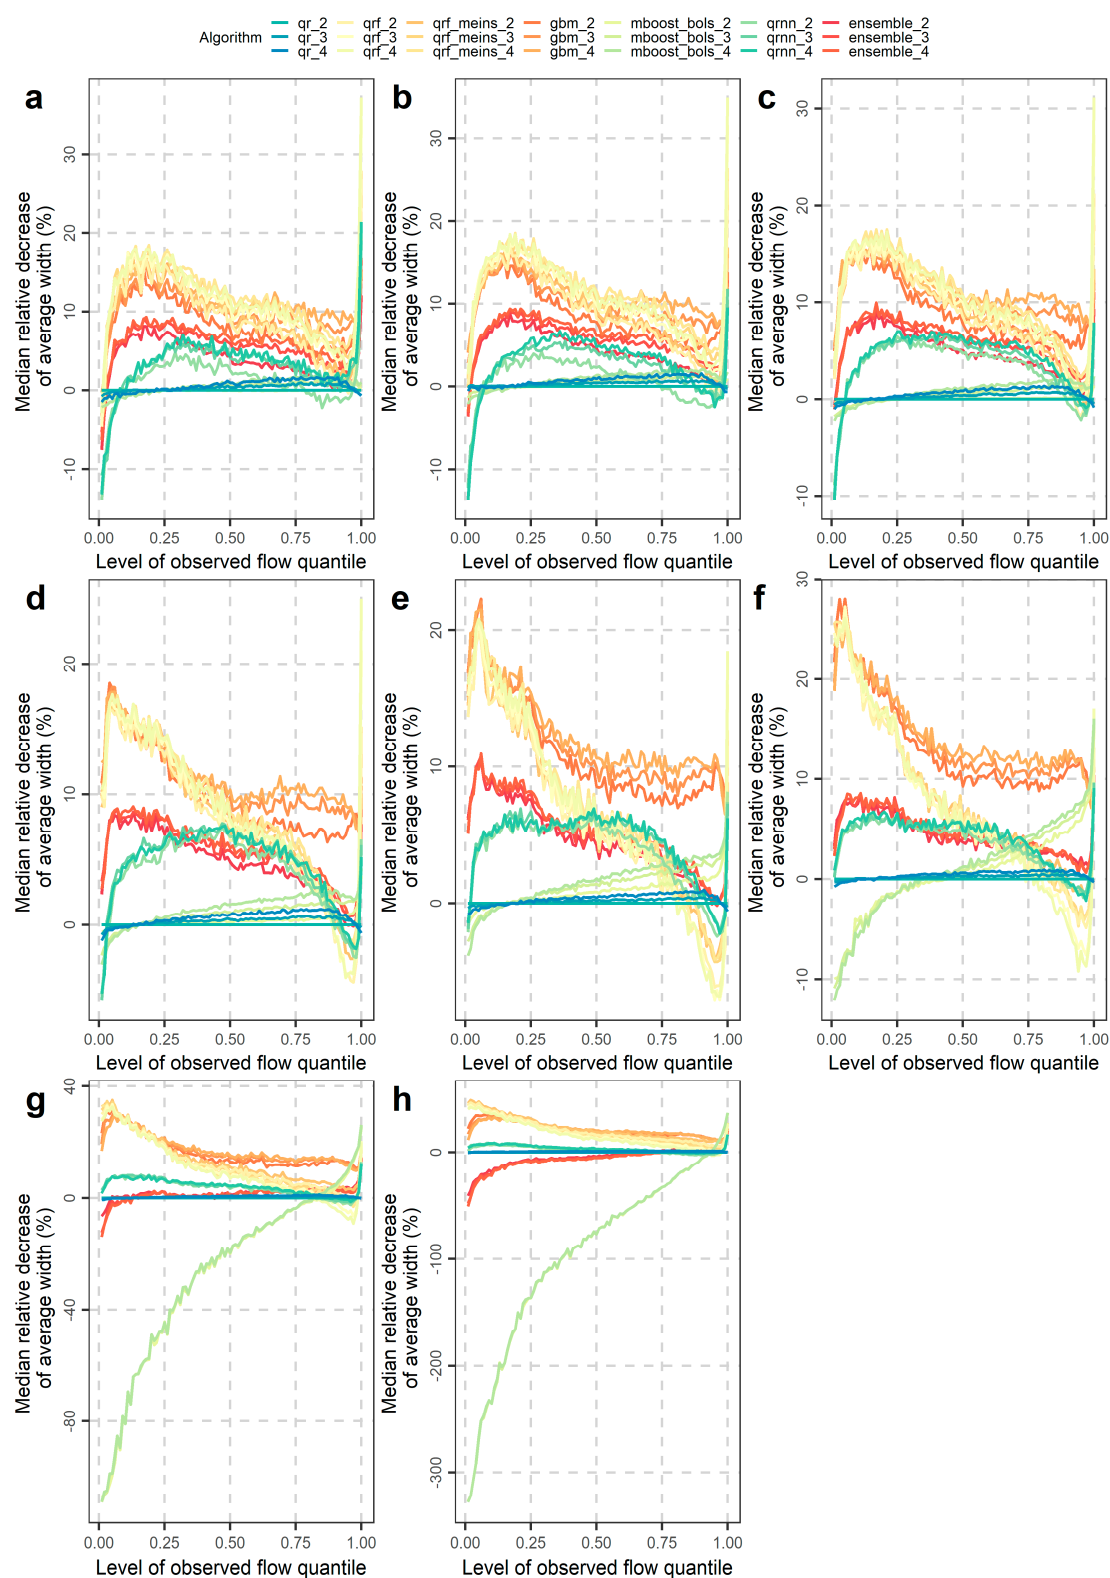 Algorithm
qr_2 qrf_2 qrf_meins_2 gbm_2 mboost_bols_2 qrnn_2 ensemble_2
qr_3 qrf_3 qrf_meins_3 gbm_3 mboost_bols_3 qrnn_3 ensemble_3
qr_4 qrf_4 qrf_meins_4 gbm_4 mboost_bols_4 qrnn_4 ensemble_4
a
Median relative decrease
of average width (%)
30
20
10
0
-10
0.00 0.25 0.50 0.75 1.00
Level of observed flow quantile
b
Median relative decrease
of average width (%)
30
20
10
0
-10
0.00 0.25 0.50 0.75 1.00
Level of observed flow quantile
c
Median relative decrease
of average width (%)
30
20
10
0
-10
0.00 0.25 0.50 0.75 1.00
Level of observed flow quantile
d
Median relative decrease
of average width (%)
20
10
0
0.00 0.25 0.50 0.75 1.00
Level of observed flow quantile
e
Median relative decrease
of average width (%)
20
10
0
0.00 0.25 0.50 0.75 1.00
Level of observed flow quantile
f
Median relative decrease
of average width (%)
30
20
10
0
-10
0.00 0.25 0.50 0.75 1.00
Level of observed flow quantile
g
Median relative decrease
of average width (%)
40
0
-40
-80
0.00 0.25 0.50 0.75 1.00
Level of observed flow quantile
h
Median relative decrease
of average width (%)
0
-100
-200
-300
0.00 0.25 0.50 0.75 1.00
Level of observed flow quantile